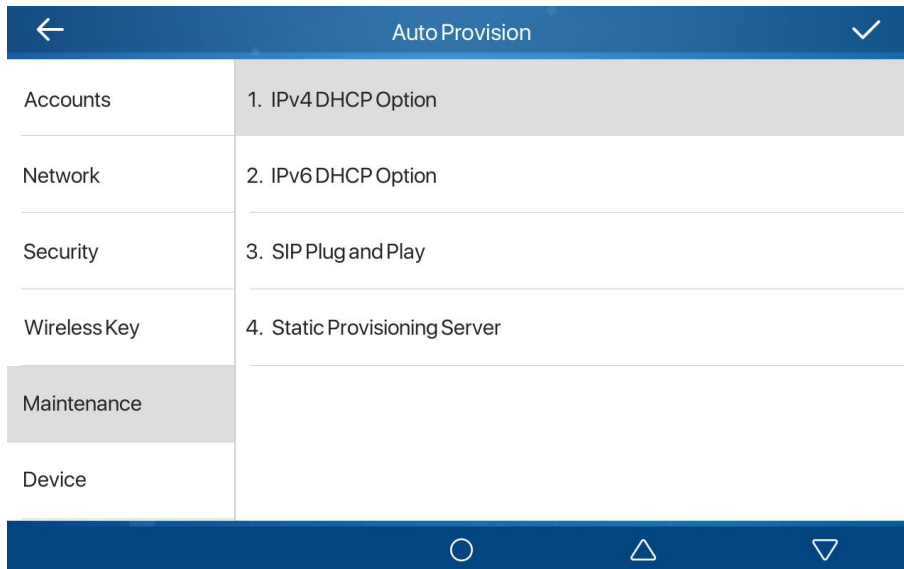 Auto Provision
Accounts
1. IPv4 DHCP Option
Network
2. IPv6 DHCP Option
Security
3. SIP Plug and Play
Wireless Key
4. Static Provisioning Server
Maintenance
Device